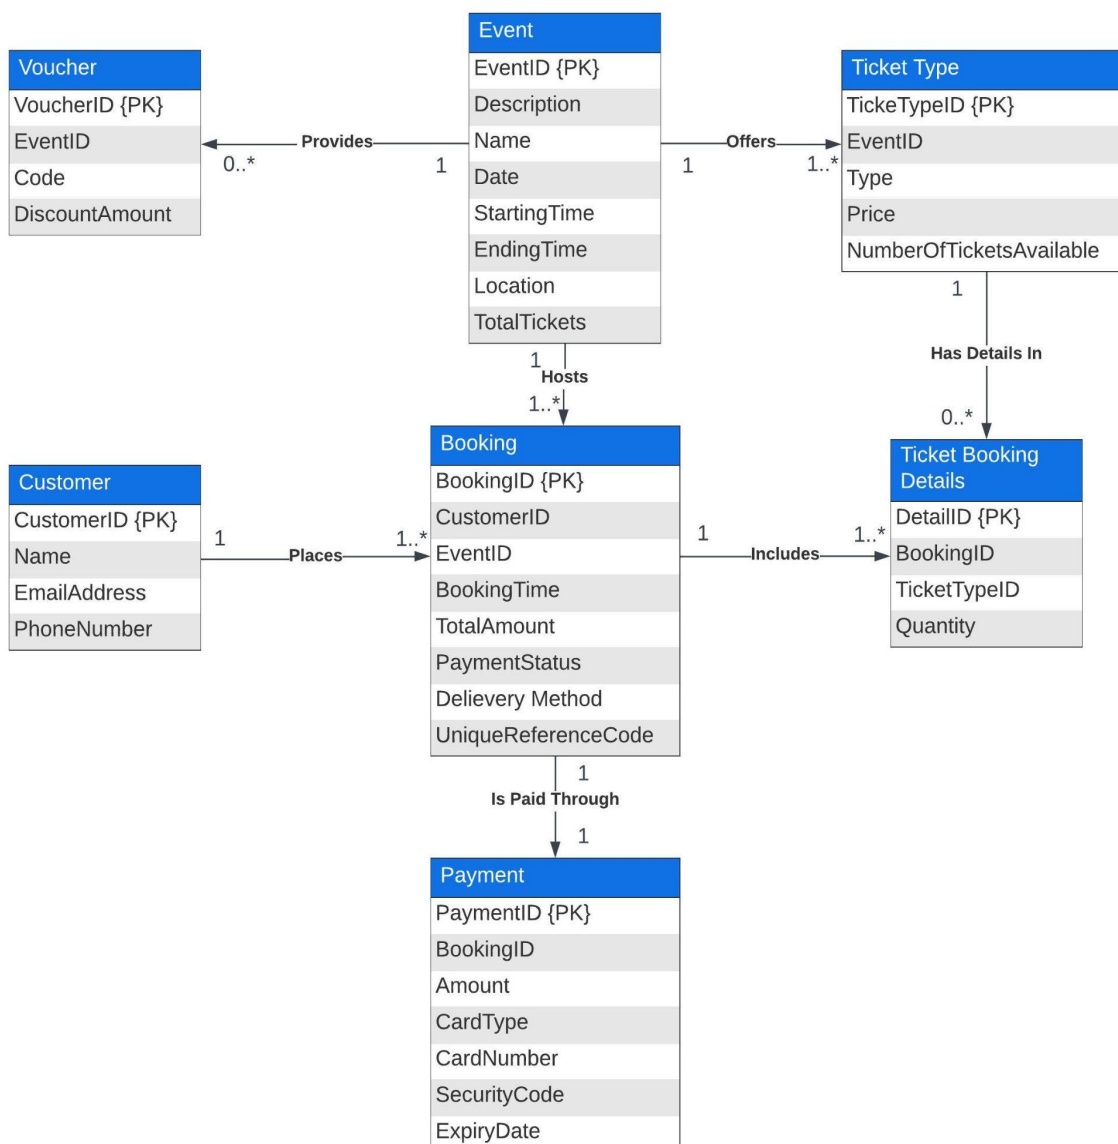 Event
EventID {PK}
Description
Name
Date
StartingTime
EndingTime
Location
TotalTickets
Voucher
VoucherID {PK}
EventID
Code
DiscountAmount
Provides
0..*
1
Ticket Type
TickeTypeID {PK}
EventID
Type
Price
NumberOfTicketsAvailable
Offers
1
1..*
1
Hosts
1..*
1
Has Details In
0..*
Customer
CustomerID {PK}
Name
EmailAddress
PhoneNumber
1
Places
1..*
Booking
BookingID {PK}
CustomerID
EventID
BookingTime
TotalAmount
PaymentStatus
Delievery Method
UniqueReferenceCode
1
Includes
1..*
Ticket Booking
Details
DetailID {PK}
BookingID
TicketTypeID
Quantity
1
Is Paid Through
1
Payment
PaymentID {PK}
BookingID
Amount
CardType
CardNumber
SecurityCode
ExpiryDate